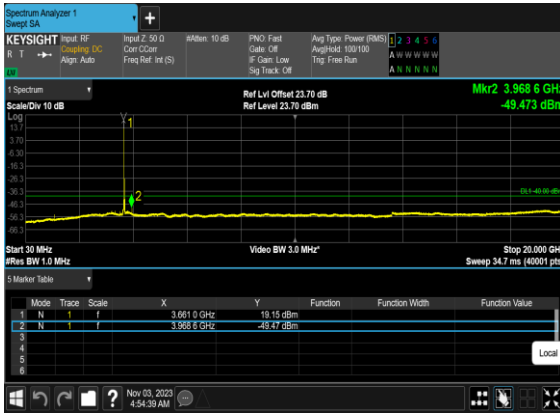 Spectrum Analyzer 1
Swept SA
+
KEYSIGHT Input: RF Input Z: 50 Ω #Atten: 10 dB PNO: Fast Avg Type: Power (RMS) 1 2 3 4 5 6
R T Coupling: DC Corr CCorr Gate: Off Avg|Hold: 100/100 A W W W W W
Align: Auto Freq Ref: Int (S) IF Gain: Low Trig: Free Run
Sig Track: Off A N N N N N
1 Spectrum Ref Lvl Offset 23.70 dB Mkr2 3.968 6 GHz
Scale/Div 10 dB Ref Level 23.70 dBm -49.473 dBm
Log
13.7
3.70
-6.30
-16.3
-26.3
-36.3
-46.3
-56.3
-66.3
1
2
DL1 -40.00 dBm
Start 30 MHz Video BW 3.0 MHz* Stop 20.000 GHz
#Res BW 1.0 MHz Sweep 34.7 ms (40001 pts)
5 Marker Table
Mode Trace Scale X Y Function Function Width Function Value
1 N 1 f 3.661 0 GHz 19.15 dBm
2 N 1 f 3.968 6 GHz -49.47 dBm
3
4
5
6
Local
? Nov 03, 2023
4:54:39 AM